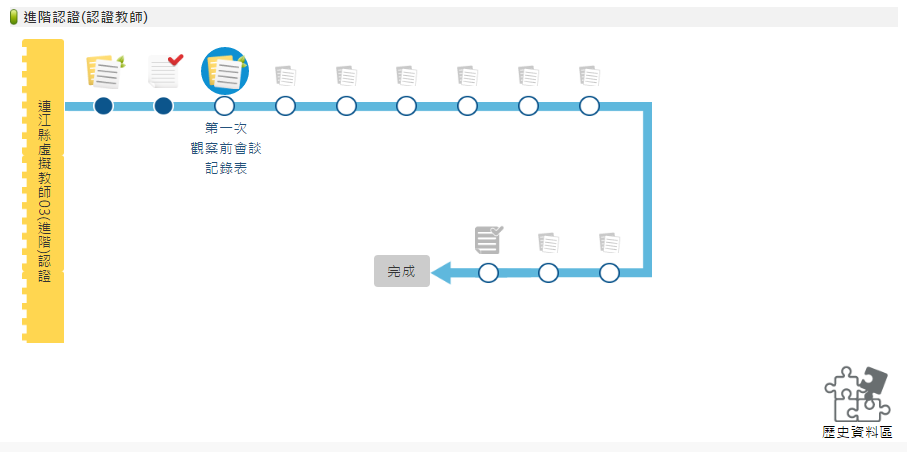 進階認證(認證教師)
連江縣虛擬教師03(進階)認證
第一次
觀察前會談
記錄表
完成
歷史資料區